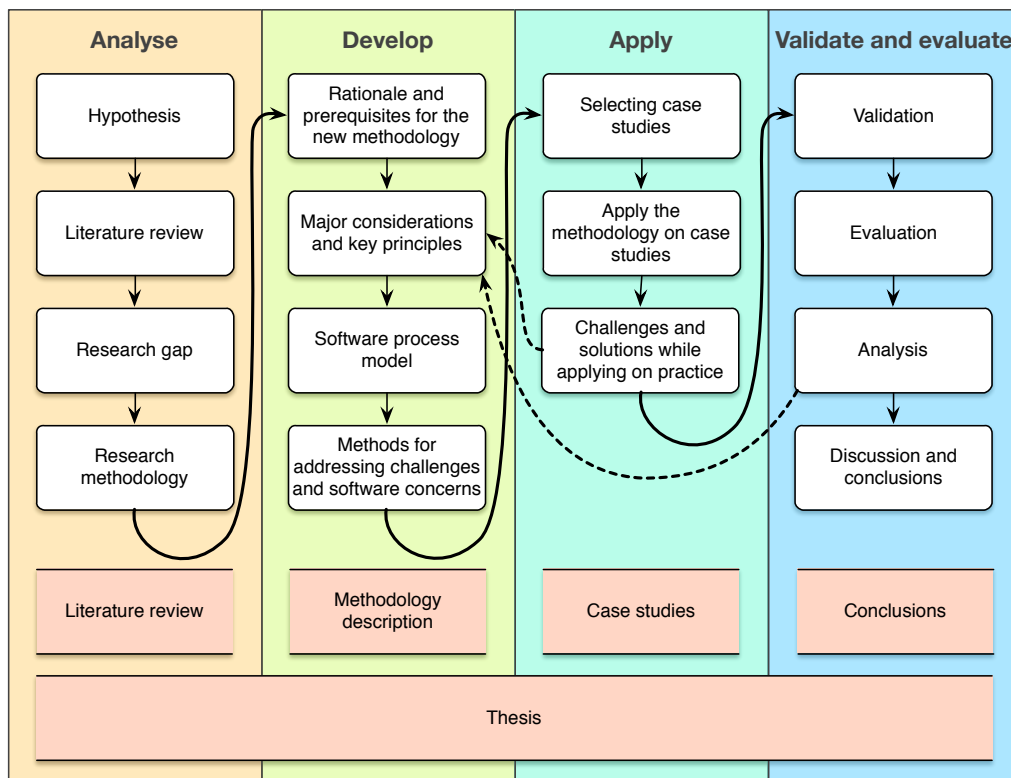 Analyse
Hypothesis
Literature review
Research gap
Research
methodology
Literature review
Develop
Rationale and
prerequisites for the
new methodology
Major considerations
and key principles
Software process
model
Methods for
addressing challenges
and software concerns
Methodology
description
Apply
Selecting case
studies
Apply the
methodology on case
studies
Challenges and
solutions while
applying on practice
Case studies
Validate and evaluate
Validation
Evaluation
Analysis
Discussion and
conclusions
Conclusions
Thesis